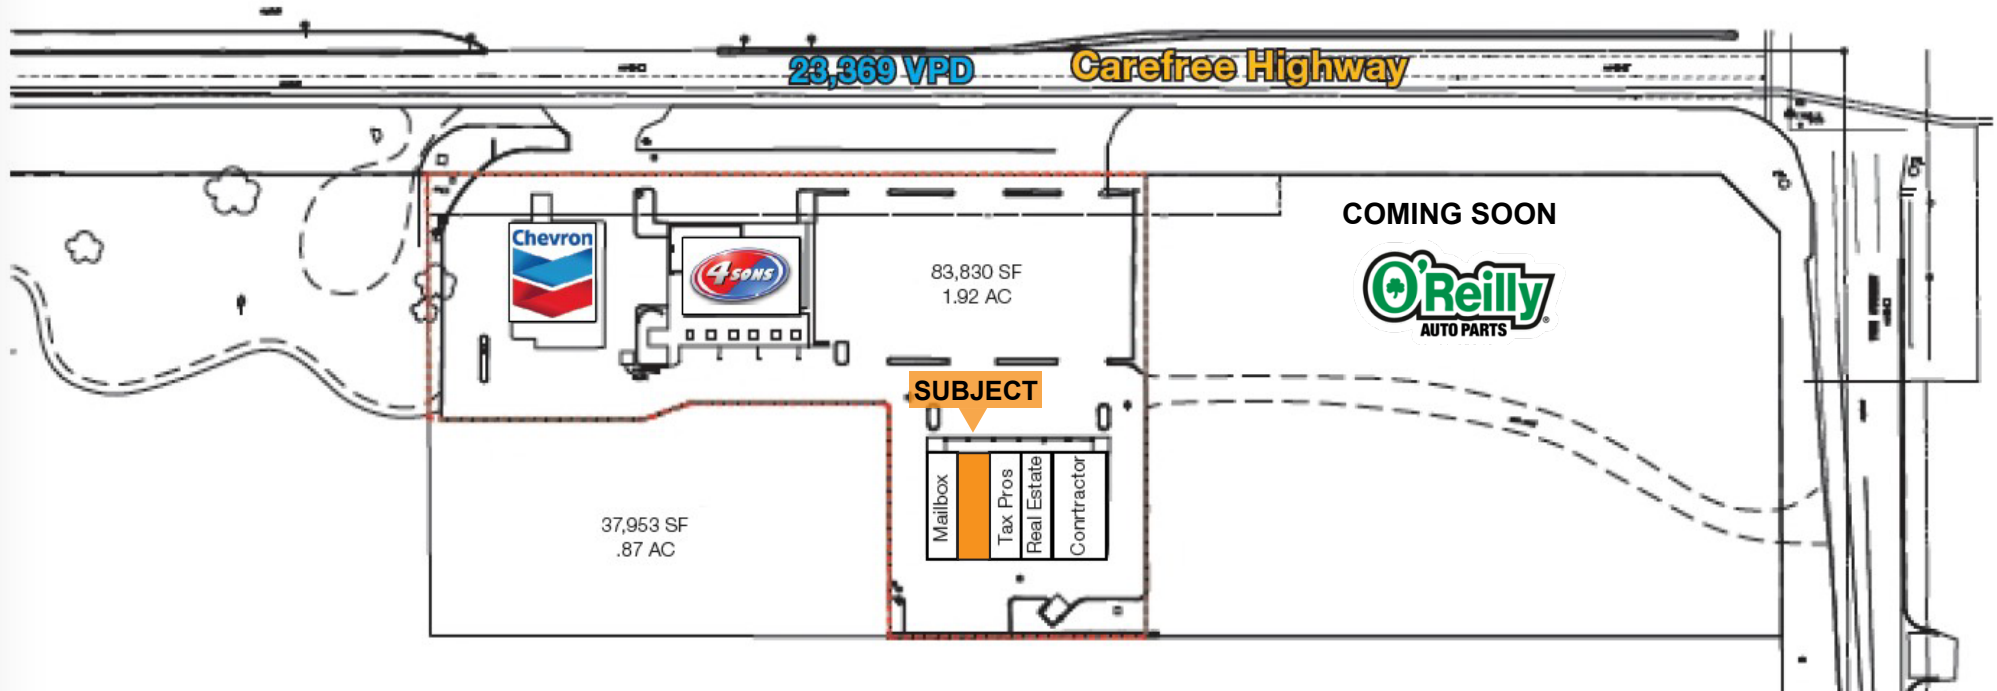 23,369 VPD
Carefree Highway
COMING SOON
Chevron
4 SONS
83,830 SF
1.92 AC
O'Reilly
AUTO PARTS
SUBJECT
Mailbox
Tax Pros
Real Estate
Conrtractor
37,953 SF
.87 AC